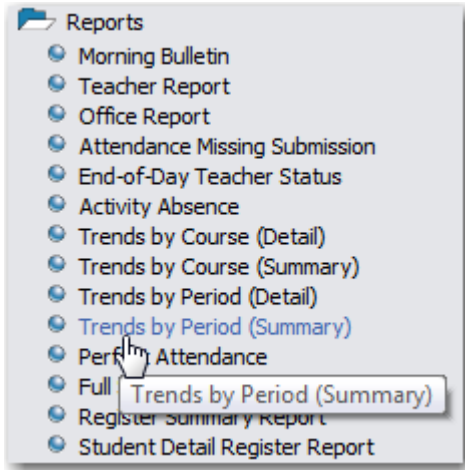 Reports
Morning Bulletin
Teacher Report
Office Report
Attendance Missing Submission
End-of-Day Teacher Status
Activity Absence
Trends by Course (Detail)
Trends by Course (Summary)
Trends by Period (Detail)
Trends by Period (Summary)
Perfect Attendance
Full
Trends by Period (Summary)
Register Summary Report
Student Detail Register Report